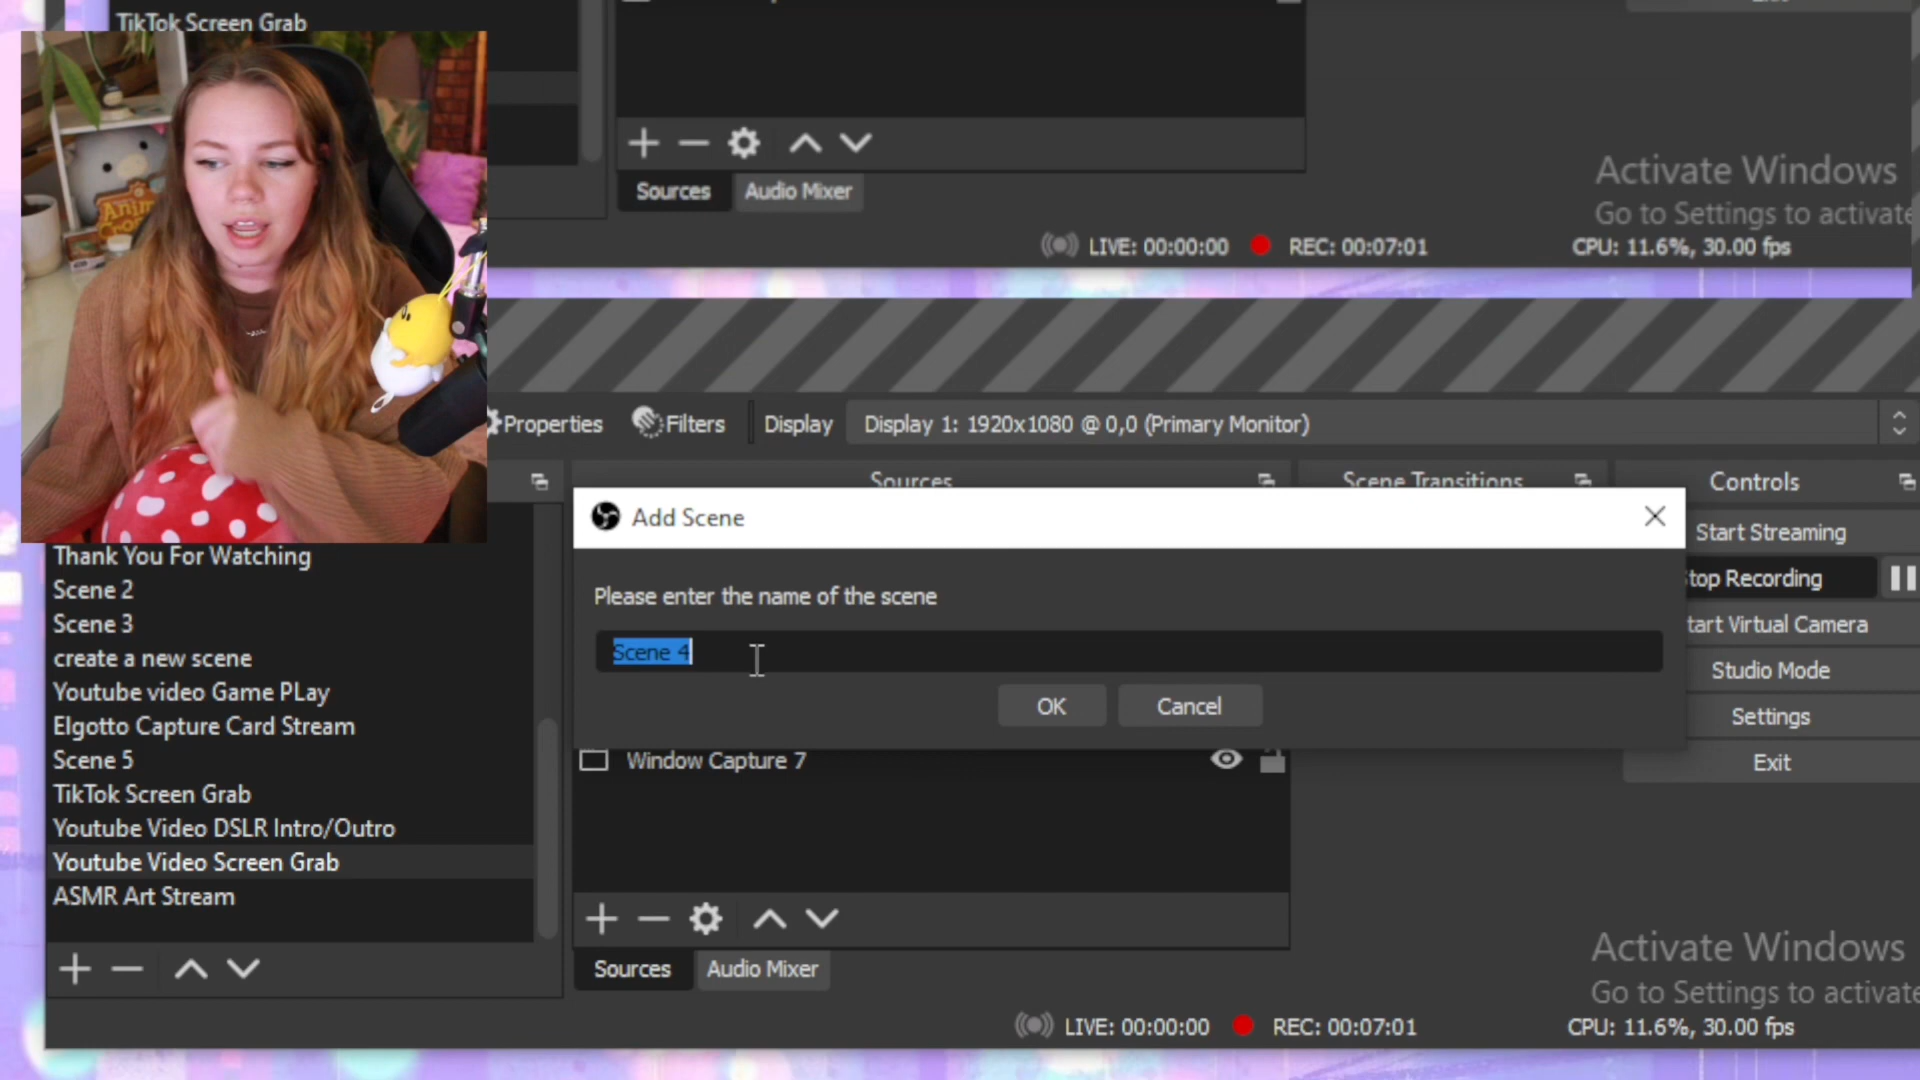 TikTok Screen Grab
Sources
Audio Mixer
Activate Windows
Go to Settings to activate
LIVE: 00:00:00
REC: 00:07:01
CPU: 11.6%, 30.00 fps
Properties
Filters
Display
Display 1: 1920x1080 @ 0,0 (Primary Monitor)
Sources
Scene Transitions
Controls
Add Scene
Please enter the name of the scene
Scene 4
OK
Cancel
Start Streaming
Stop Recording
Start Virtual Camera
Studio Mode
Settings
Exit
Thank You For Watching
Scene 2
Scene 3
create a new scene
Youtube video Game PLay
Elgotto Capture Card Stream
Scene 5
TikTok Screen Grab
Youtube Video DSLR Intro/Outro
Youtube Video Screen Grab
ASMR Art Stream
Window Capture 7
Sources
Audio Mixer
Activate Windows
Go to Settings to activate
LIVE: 00:00:00
REC: 00:07:01
CPU: 11.6%, 30.00 fps